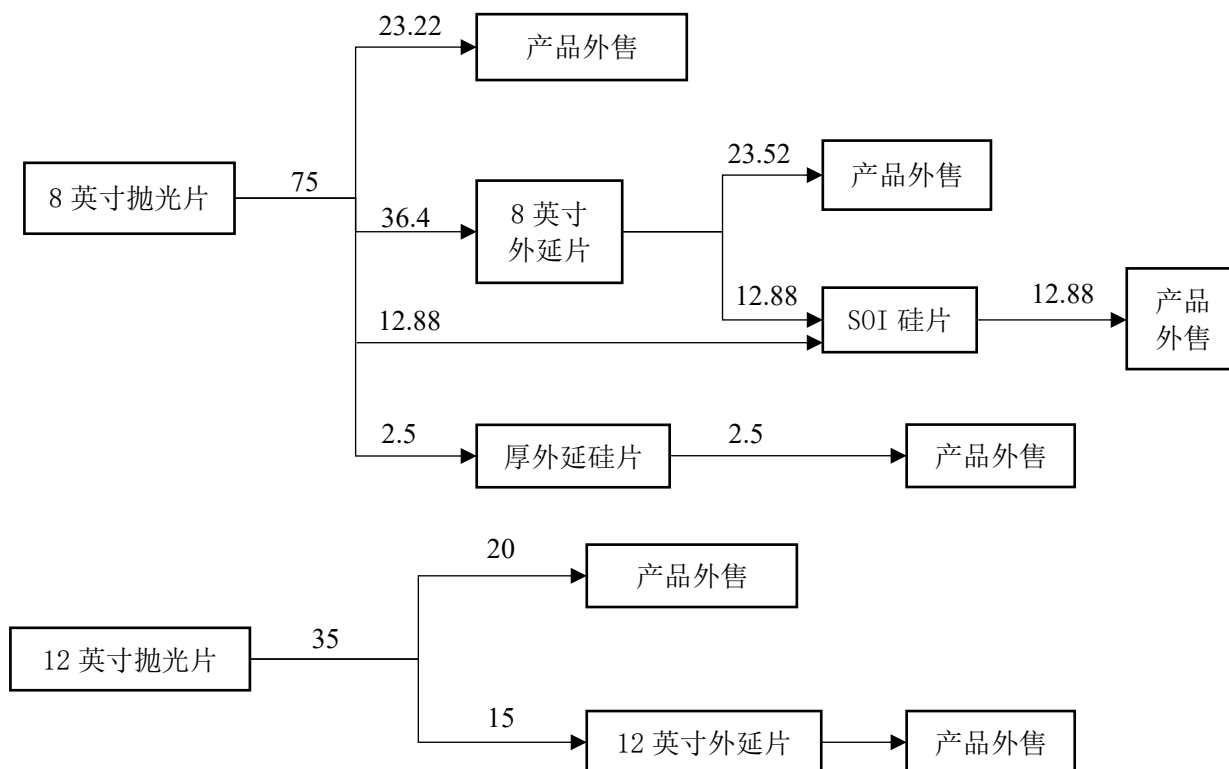 23.22
产品外售
8 英寸抛光片
75
36.4
8 英寸
外延片
23.52
产品外售
12.88
12.88
SOI 硅片
12.88
产品
外售
2.5
厚外延硅片
2.5
产品外售
12 英寸抛光片
35
20
产品外售
15
12 英寸外延片
产品外售